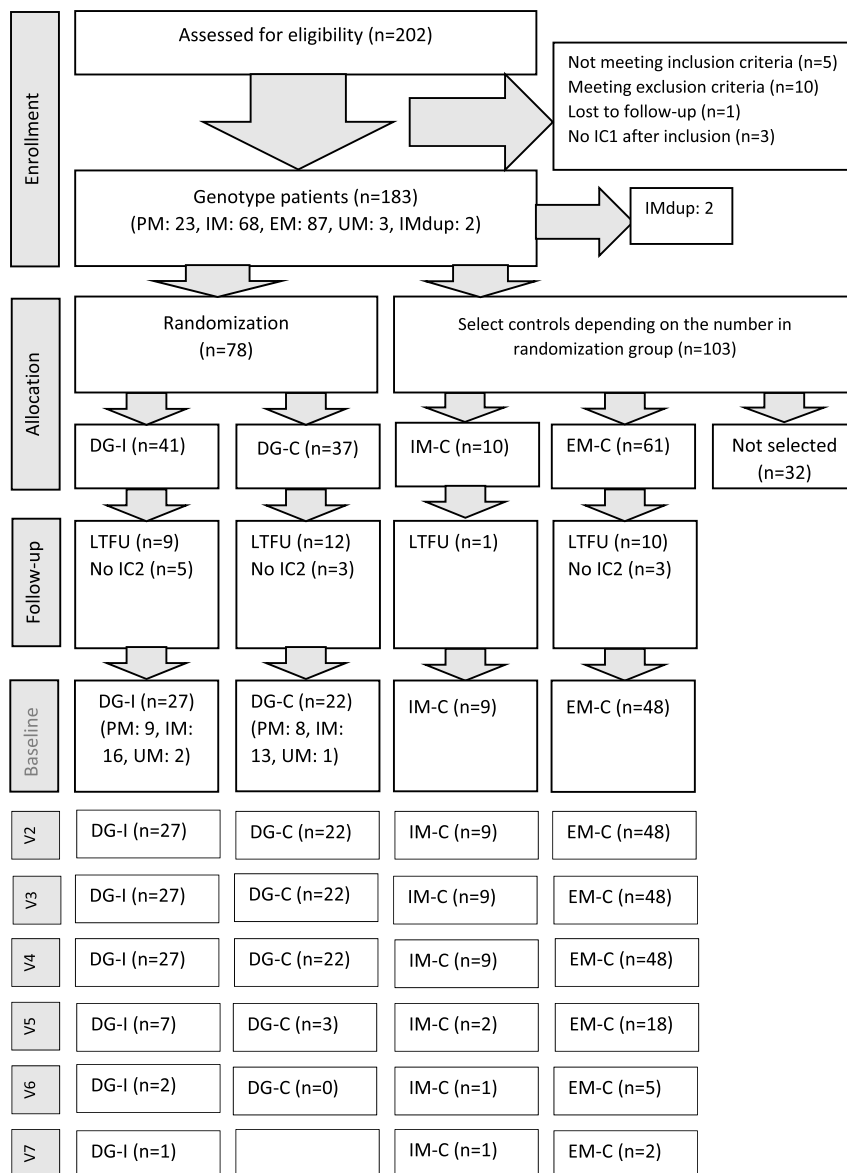 Enrollment
Assessed for eligibility (n=202)
Not meeting inclusion criteria (n=5)
Meeting exclusion criteria (n=10)
Lost to follow-up (n=1)
No IC1 after inclusion (n=3)
Genotype patients (n=183)
(PM: 23, IM: 68, EM: 87, UM: 3, IMdup: 2)
IMdup: 2
Allocation
Randomization
(n=78)
Select controls depending on the number in
randomization group (n=103)
DG-I (n=41)
DG-C (n=37)
IM-C (n=10)
EM-C (n=61)
Not selected
(n=32)
Follow-up
LTFU (n=9)
No IC2 (n=5)
LTFU (n=12)
No IC2 (n=3)
LTFU (n=1)
LTFU (n=10)
No IC2 (n=3)
Baseline
DG-I (n=27)
(PM: 9, IM:
16, UM: 2)
DG-C (n=22)
(PM: 8, IM:
13, UM: 1)
IM-C (n=9)
EM-C (n=48)
V2
DG-I (n=27)
DG-C (n=22)
IM-C (n=9)
EM-C (n=48)
V3
DG-I (n=27)
DG-C (n=22)
IM-C (n=9)
EM-C (n=48)
V4
DG-I (n=27)
DG-C (n=22)
IM-C (n=9)
EM-C (n=48)
V5
DG-I (n=7)
DG-C (n=3)
IM-C (n=2)
EM-C (n=18)
V6
DG-I (n=2)
DG-C (n=0)
IM-C (n=1)
EM-C (n=5)
V7
DG-I (n=1)
IM-C (n=1)
EM-C (n=2)